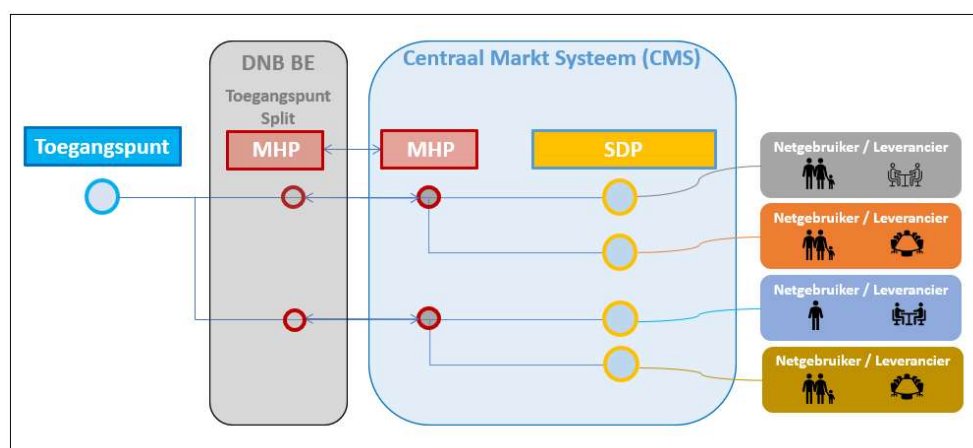 DNB BE
Toegangspunt
Split
Centraal Markt Systeem (CMS)
Toegangspunt
MHP
MHP
SDP
Netgebruiker / Leverancier
Netgebruiker / Leverancier
Netgebruiker / Leverancier
Netgebruiker / Leverancier